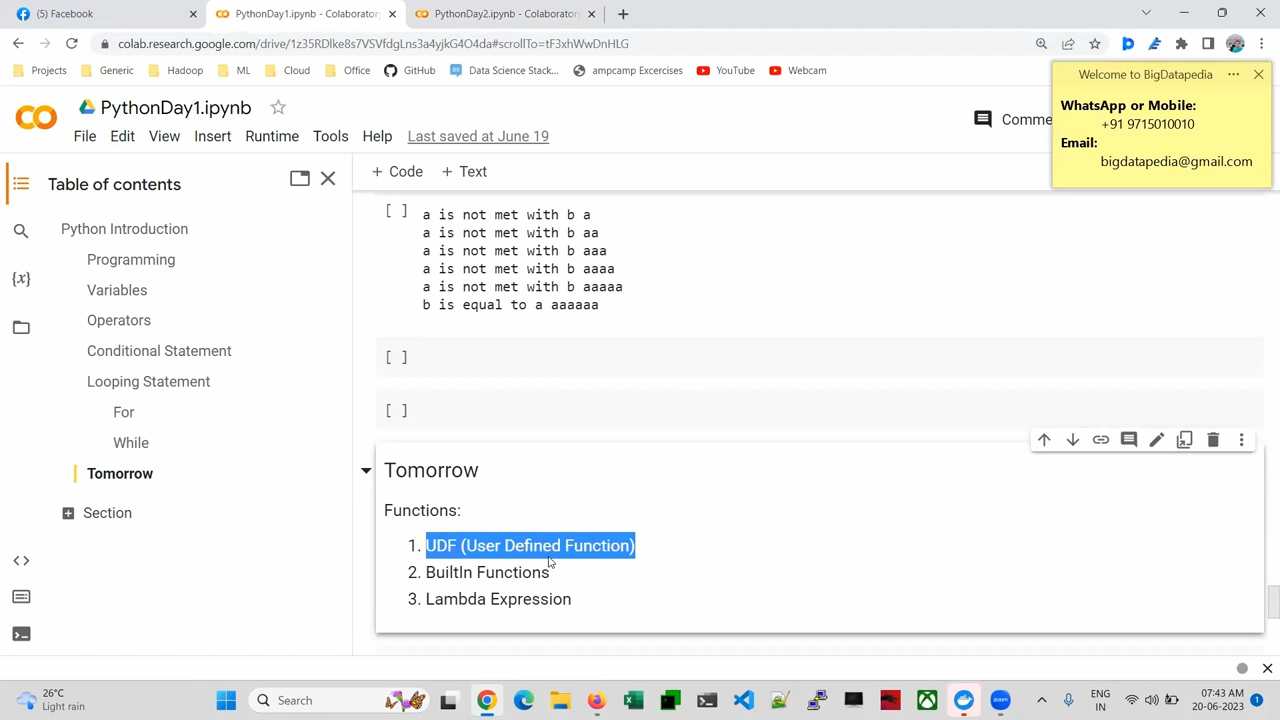 (5) Facebook
PythonDay1.ipynb - Colaboratory
PythonDay2.ipynb - Colaboratory
colab.research.google.com/drive/1z35RDlke8s7VSVfdgLns3a4yjkC4O4da#scrollTo=tF3xhWwDnHLG
Projects
Generic
Hadoop
ML
Cloud
Office
GitHub
Data Science Stack...
ampcamp Excercises
YouTube
Webcam
Welcome to BigDatapedia
WhatsApp or Mobile:
+91 9715010010
Email:
bigdatapedia@gmail.com
PythonDay1.ipynb
File Edit View Insert Runtime Tools Help Last saved at June 19
Comme
Table of contents
Python Introduction
Programming
Variables
Operators
Conditional Statement
Looping Statement
For
While
Tomorrow
Section
+ Code + Text
[ ]
a is not met with b a
a is not met with b aa
a is not met with b aaa
a is not met with b aaaa
a is not met with b aaaaa
b is equal to a aaaaaa
[ ]
[ ]
Tomorrow
Functions:
1. UDF (User Defined Function)
2. BuiltIn Functions
3. Lambda Expression
26°C
Light rain
Search
ENG
IN
07:43 AM
20-06-2023
1